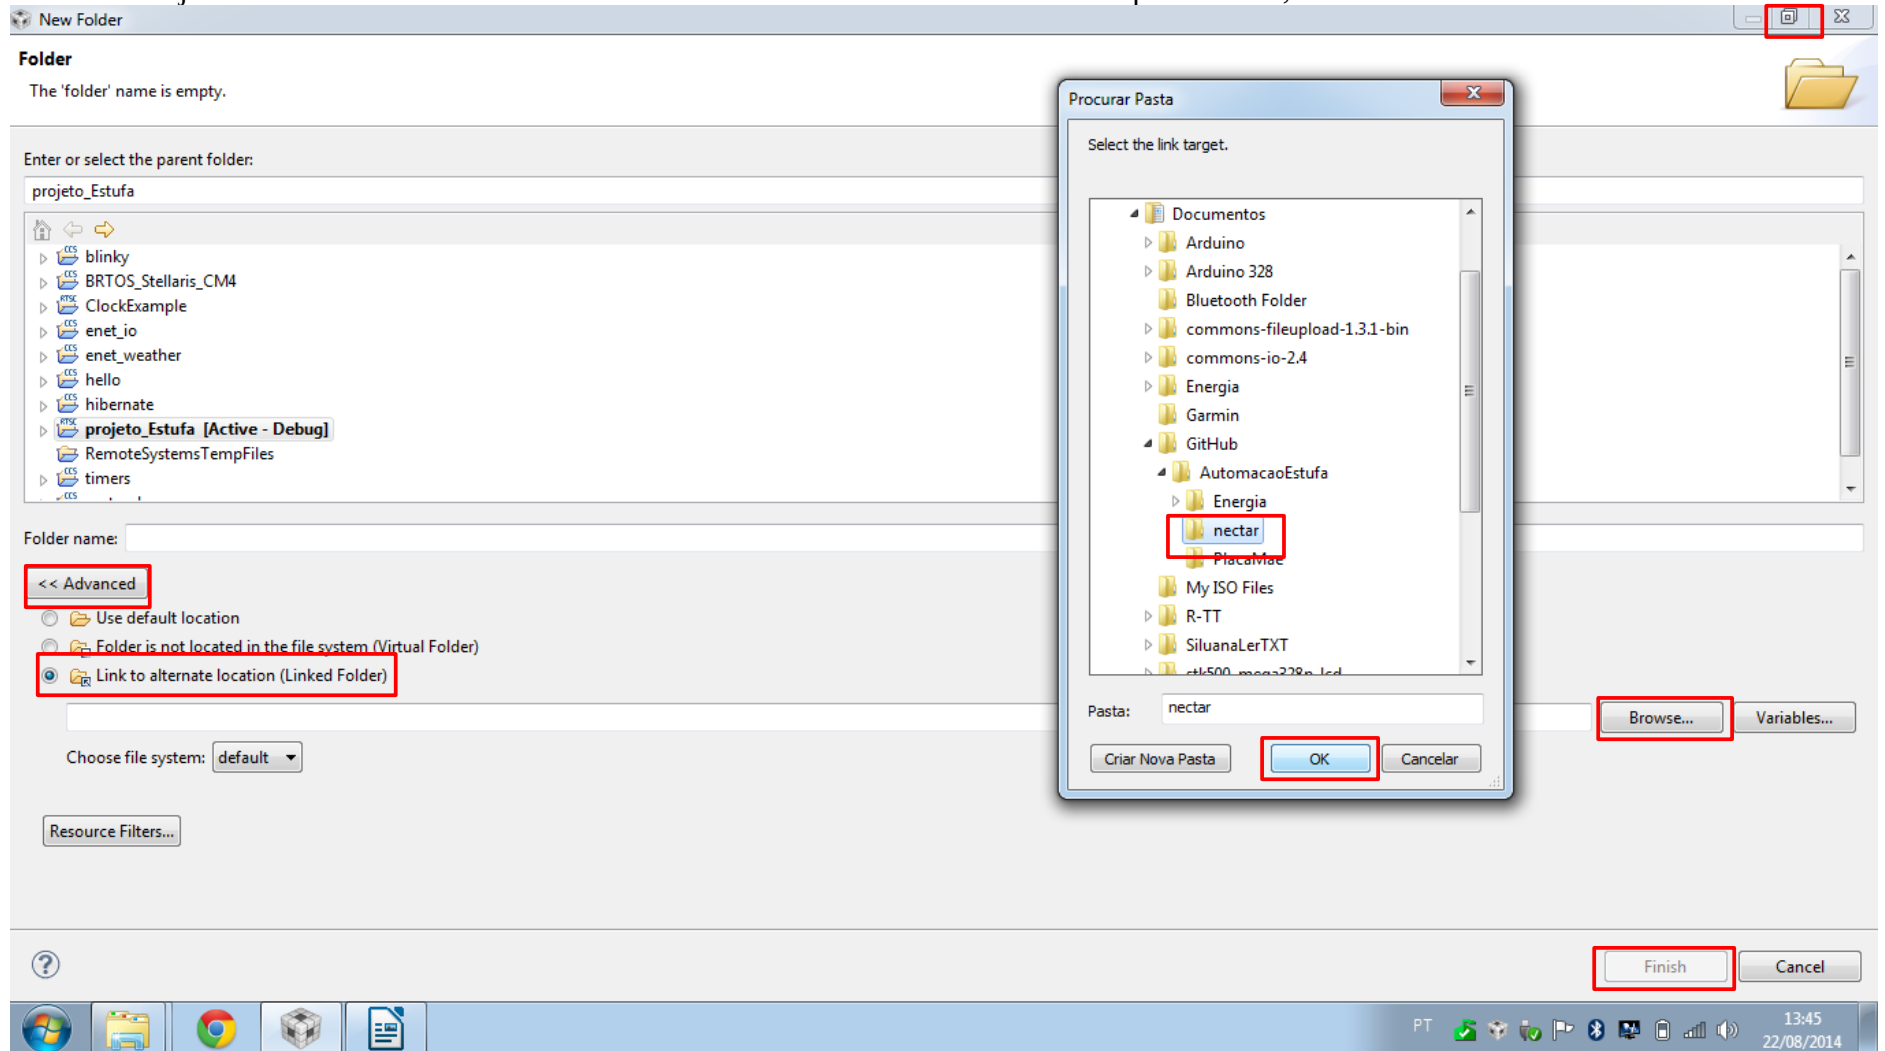 New Folder
Folder
The 'folder' name is empty.
Enter or select the parent folder:
projeto_Estufa
blinky
BRTOS_Stellaris_CM4
ClockExample
enet_io
enet_weather
hello
hibernate
projeto_Estufa [Active - Debug]
RemoteSystemsTempFiles
timers
Folder name:
<< Advanced
Use default location
Folder is not located in the file system (Virtual Folder)
Link to alternate location (Linked Folder)
Browse...
Variables...
Choose file system: default
Resource Filters...
Finish
Cancel
Procurar Pasta
Select the link target.
Documentos
Arduino
Arduino 328
Bluetooth Folder
commons-fileupload-1.3.1-bin
commons-io-2.4
Energia
Garmin
GitHub
AutomacaoEstufa
Energia
nectar
PlacaMae
My ISO Files
R-TT
SiluanaLerTXT
stk500_mega328p_lcd
Pasta: nectar
Criar Nova Pasta
OK
Cancelar
PT
13:45
22/08/2014